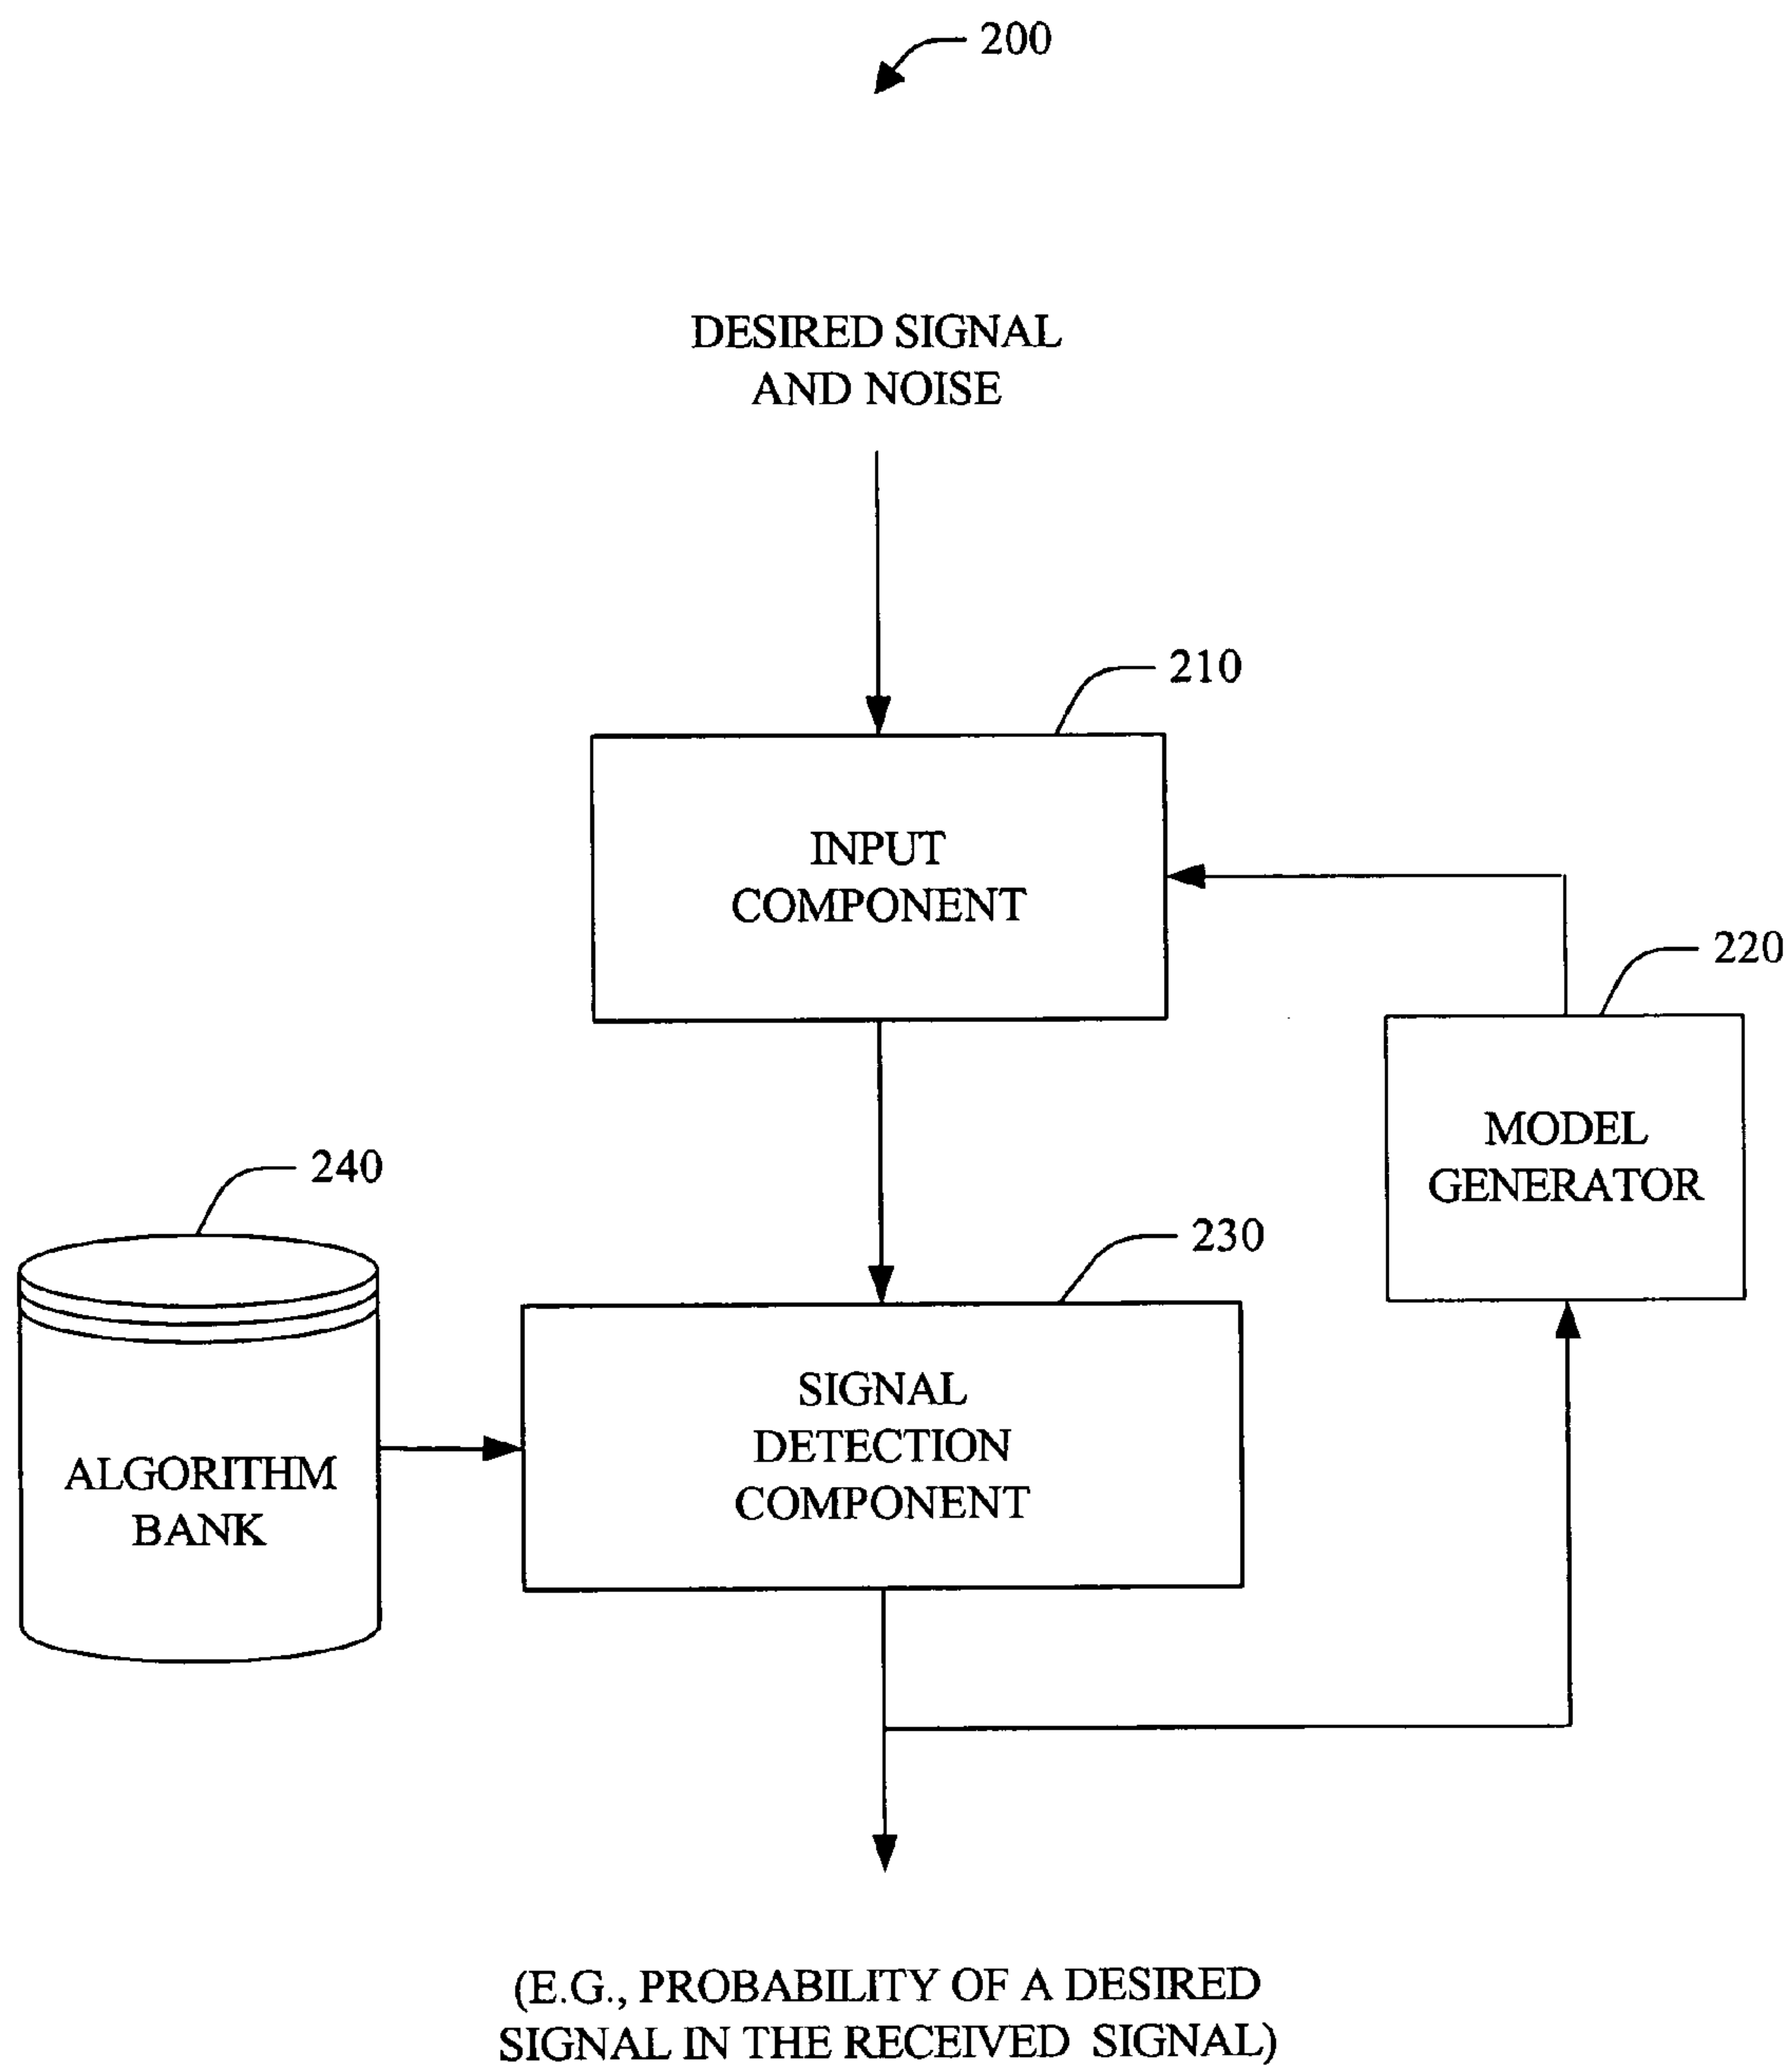 200
DESIRED SIGNAL
AND NOISE
210
INPUT
COMPONENT
220
MODEL
GENERATOR
240
230
SIGNAL
DETECTION
COMPONENT
ALGORITHM
BANK
(E.G., PROBABILITY OF A DESIRED
SIGNAL IN THE RECEIVED SIGNAL)